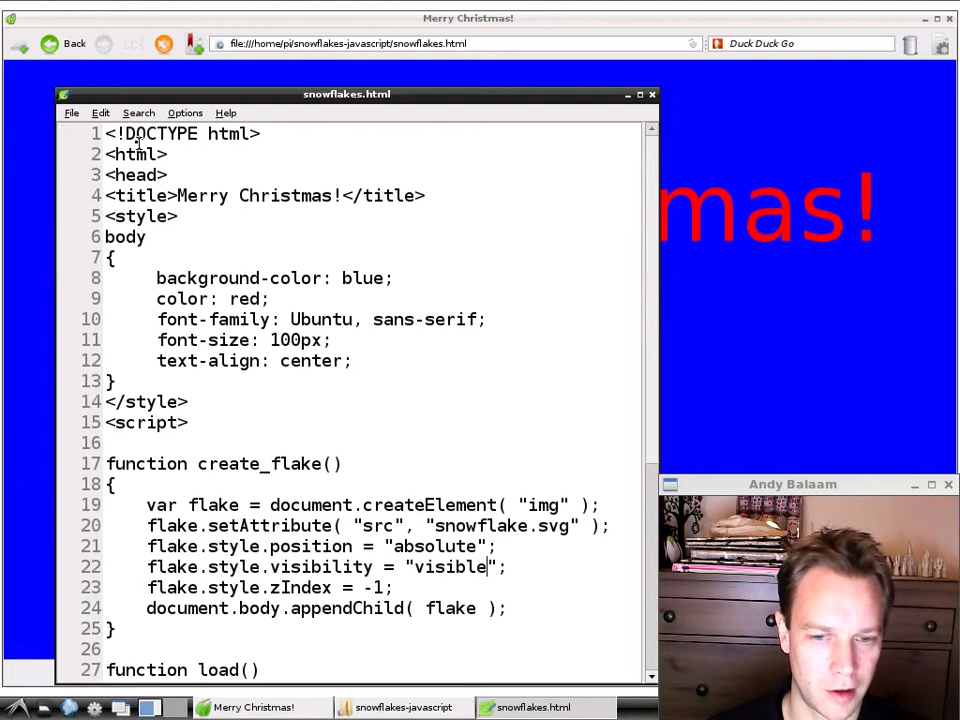 Merry Christmas!
Back
file:///home/pi/snowflakes-javascript/snowflakes.html
Duck Duck Go
mas!
snowflakes.html
File Edit Search Options Help
1 <!DOCTYPE html>
2 <html>
3 <head>
4 <title>Merry Christmas!</title>
5 <style>
6 body
7 {
8 background-color: blue;
9 color: red;
10 font-family: Ubuntu, sans-serif;
11 font-size: 100px;
12 text-align: center;
13 }
14 </style>
15 <script>
16
17 function create_flake()
18 {
19 var flake = document.createElement( "img" );
20 flake.setAttribute( "src", "snowflake.svg" );
21 flake.style.position = "absolute";
22 flake.style.visibility = "visible";
23 flake.style.zIndex = -1;
24 document.body.appendChild( flake );
25 }
26
27 function load()
Andy Balaam
Merry Christmas!
snowflakes-javascript
snowflakes.html